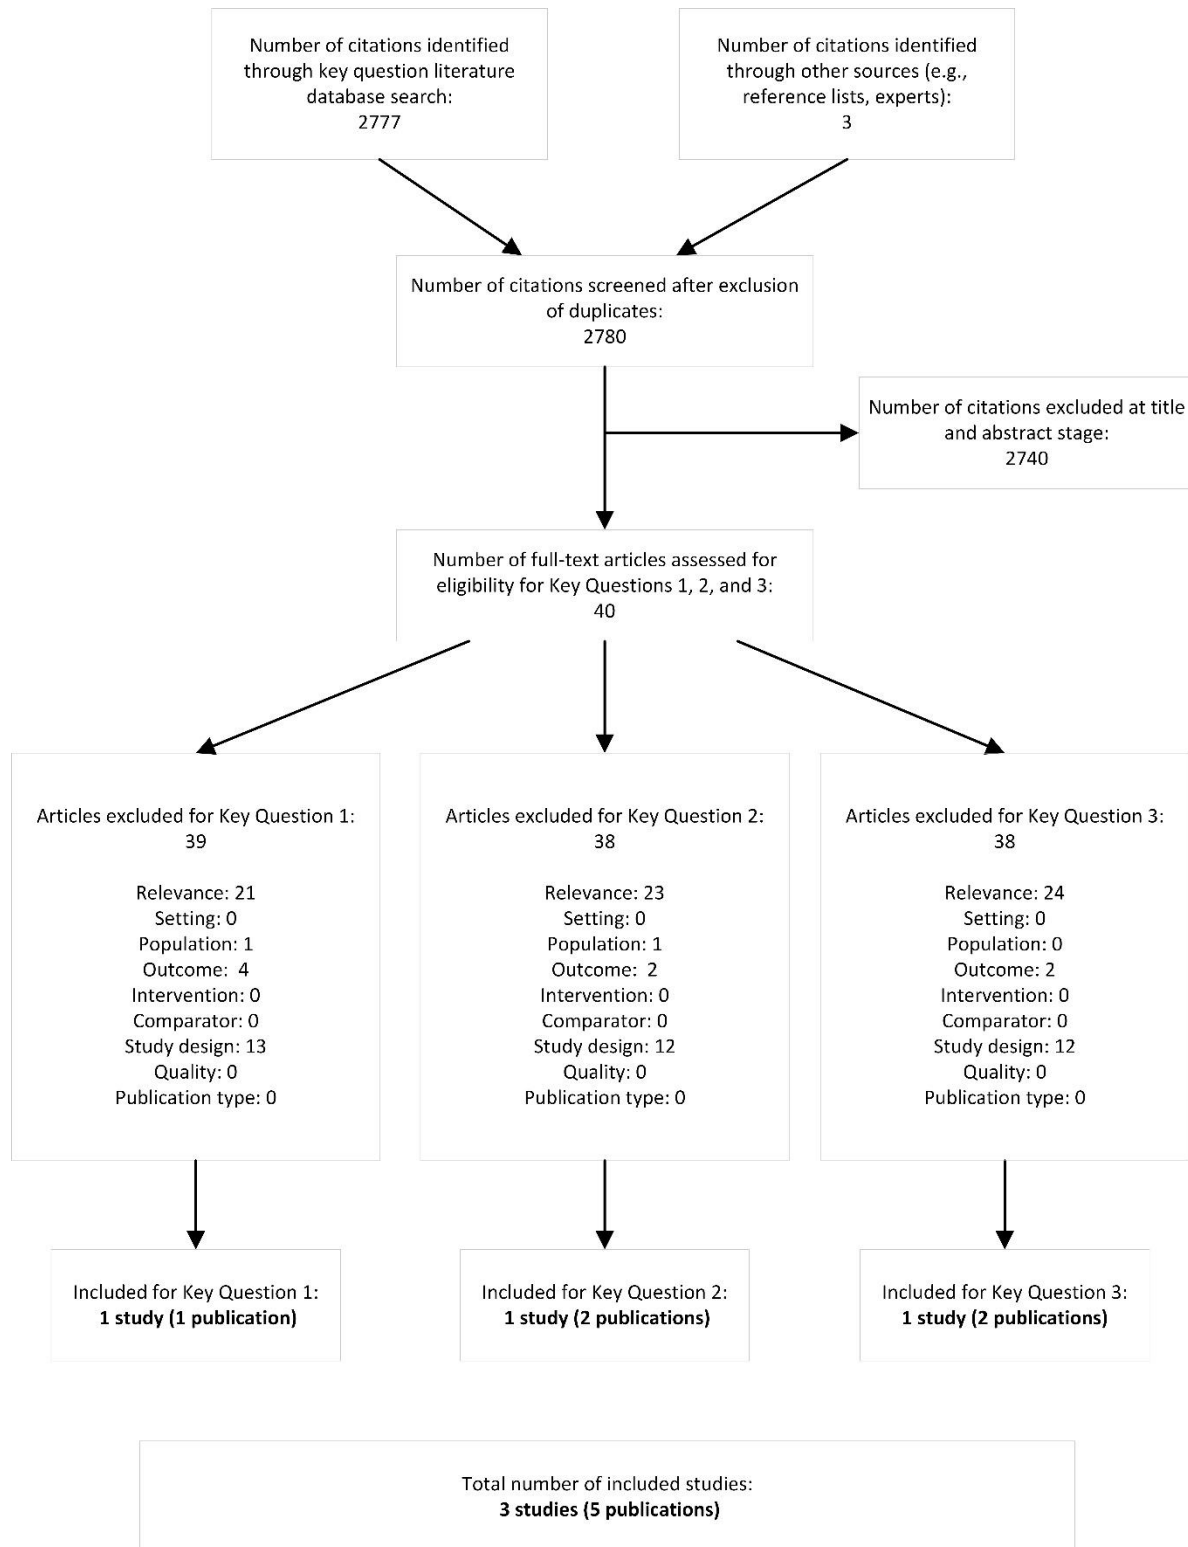 Number of citations identified
through key question literature
database search:
2777
Number of citations identified
through other sources (e.g.,
reference lists, experts):
3
Number of citations screened after exclusion
of duplicates:
2780
Number of citations excluded at title
and abstract stage:
2740
Number of full-text articles assessed for
eligibility for Key Questions 1, 2, and 3:
40
Articles excluded for Key Question 1:
39
Relevance: 21
Setting: 0
Population: 1
Outcome:  4
Intervention: 0
Comparator: 0
Study design: 13
Quality: 0
Publication type: 0
Articles excluded for Key Question 2:
38
Relevance: 23
Setting: 0
Population: 1
Outcome:  2
Intervention: 0
Comparator: 0
Study design: 12
Quality: 0
Publication type: 0
Articles excluded for Key Question 3:
38
Relevance: 24
Setting: 0
Population: 0
Outcome: 2
Intervention: 0
Comparator: 0
Study design: 12
Quality: 0
Publication type: 0
Included for Key Question 1:
1 study (1 publication)
Included for Key Question 2:
1 study (2 publications)
Included for Key Question 3:
1 study (2 publications)
Total number of included studies:
3 studies (5 publications)